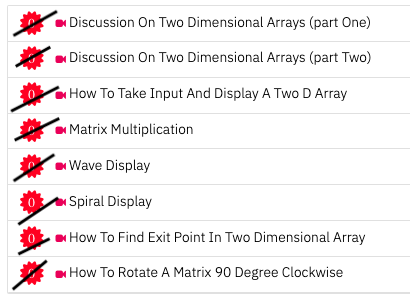 0 Discussion On Two Dimensional Arrays (part One)
0 Discussion On Two Dimensional Arrays (part Two)
0 How To Take Input And Display A Two D Array
0 Matrix Multiplication
0 Wave Display
0 Spiral Display
0 How To Find Exit Point In Two Dimensional Array
0 How To Rotate A Matrix 90 Degree Clockwise